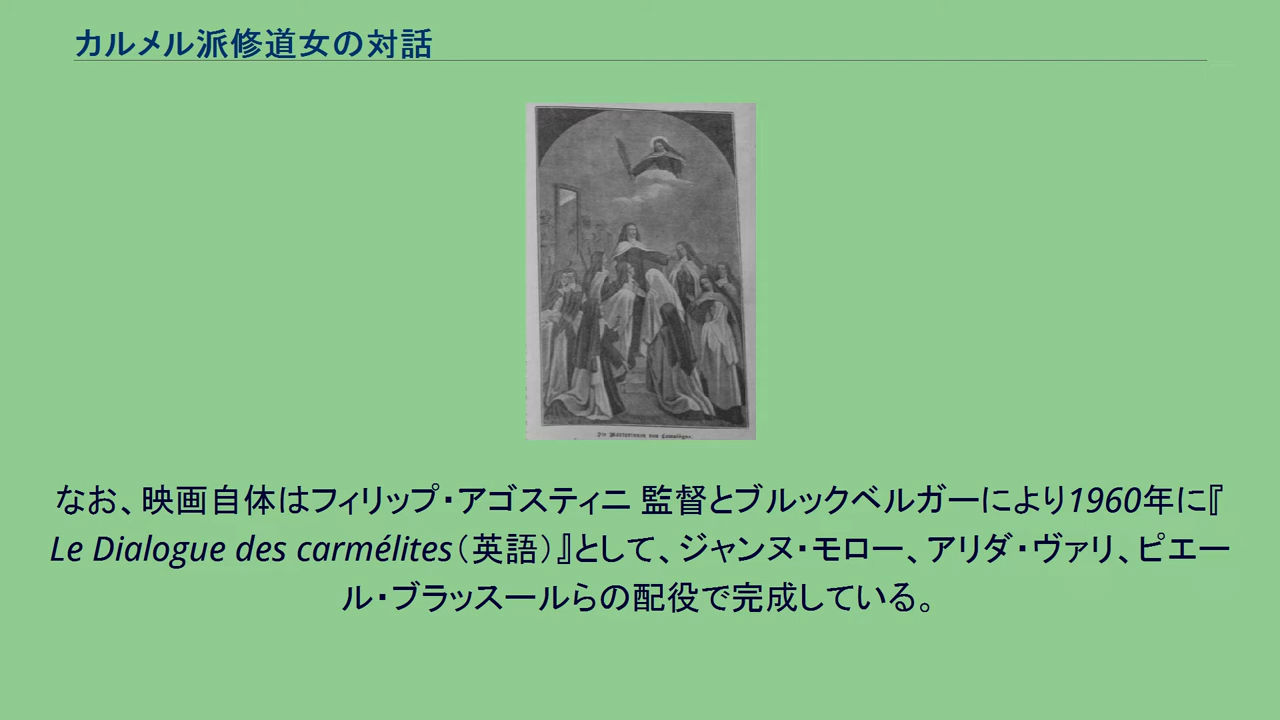 カルメル派修道女の対話
Die Märtyrinnen von Compiègne.
なお、映画自体はフィリップ・アゴスティニ 監督とブルックベルガーにより1960年に『
Le Dialogue des carmélites（英語）』として、ジャンヌ・モロー、アリダ・ヴァリ、ピエー
ル・ブラッスールらの配役で完成している。